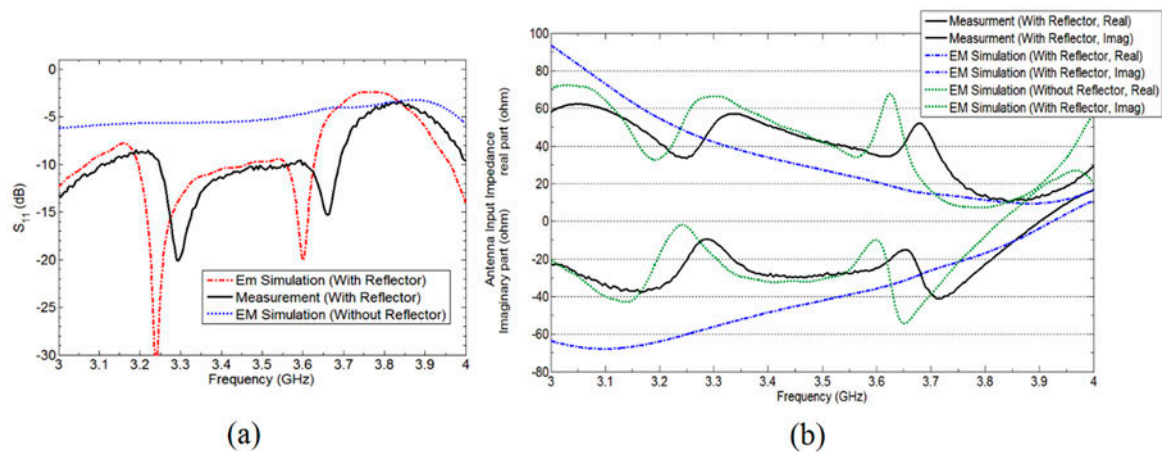 S11 (dB)
0
-5
-10
-15
-20
-25
-30
Em Simulation (With Reflector)
Measurement (With Reflector)
EM Simulation (Without Reflector)
3 3.1 3.2 3.3 3.4 3.5 3.6 3.7 3.8 3.9 4
Frequency (GHz)
(a)
Measurment (With Reflector, Real)
Measurment (With Reflector, Imag)
EM Simulation (With Reflector, Real)
EM Simulation (With Reflector, Imag)
EM Simulation (Without Reflector, Real)
EM Simulation (With Reflector, Imag)
Antenna Input Impedance
real part (ohm)
Imaginary part (ohm)
100
80
60
40
20
0
-20
-40
-60
-80
3 3.1 3.2 3.3 3.4 3.5 3.6 3.7 3.8 3.9 4
Frequency (GHz)
(b)